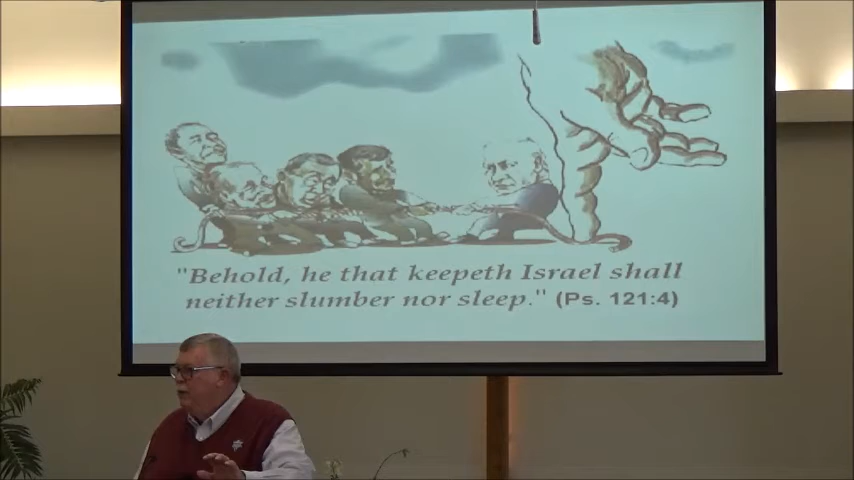 "Behold, he that keepeth Israel shall
neither slumber nor sleep." (Ps. 121:4)